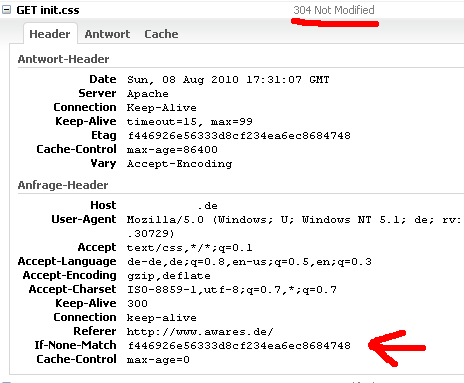 GET init.css 304 Not Modified
Header Antwort Cache
Antwort-Header
Date Sun, 08 Aug 2010 17:31:07 GMT
Server Apache
Connection Keep-Alive
Keep-Alive timeout=15, max=99
Etag f446926e56333d8cf234ea6ec8684748
Cache-Control max-age=86400
Vary Accept-Encoding
Anfrage-Header
Host .de
User-Agent Mozilla/5.0 (Windows; U; Windows NT 5.1; de; rv:
.30729)
Accept text/css,*/*;q=0.1
Accept-Language de-de,de;q=0.8,en-us;q=0.5,en;q=0.3
Accept-Encoding gzip,deflate
Accept-Charset ISO-8859-1,utf-8;q=0.7,*;q=0.7
Keep-Alive 300
Connection keep-alive
Referer http://www.awares.de/
If-None-Match f446926e56333d8cf234ea6ec8684748
Cache-Control max-age=0